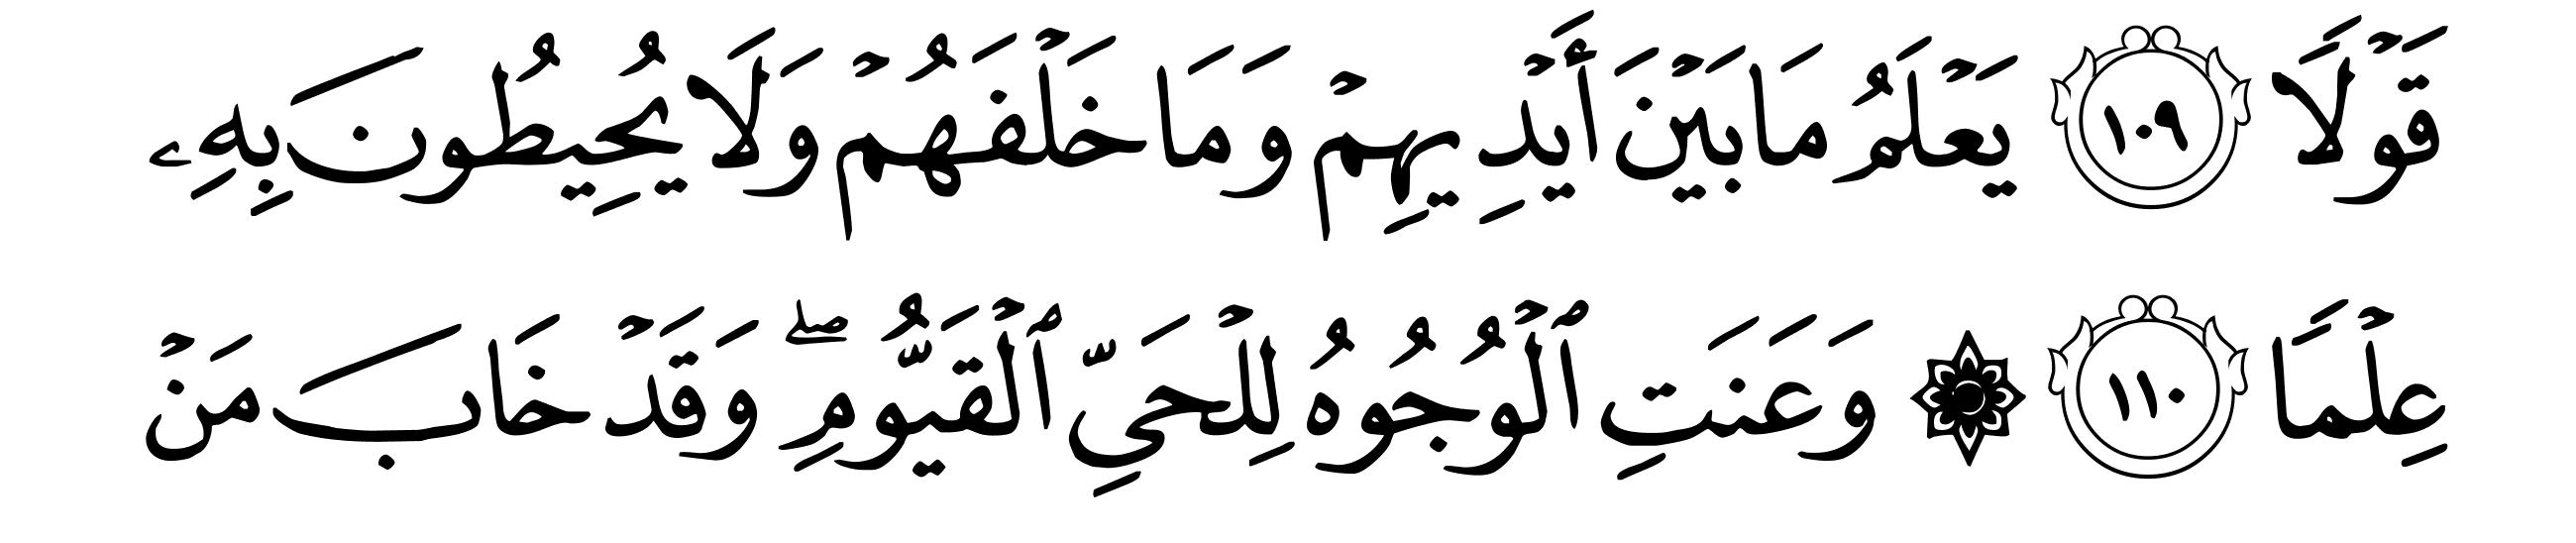 قَوۡلًا ١٠٩ يَعۡلَمُ مَا بَيۡنَ أَيۡدِيهِمۡ وَمَا خَلۡفَهُمۡ وَلَا يُحِيطُونَ بِهِۦ
عِلۡمًا ١١٠ ۞ وَعَنَتِ ٱلۡوُجُوهُ لِلۡحَيِّ ٱلۡقَيُّومِۖ وَقَدۡ خَابَ مَنۡ